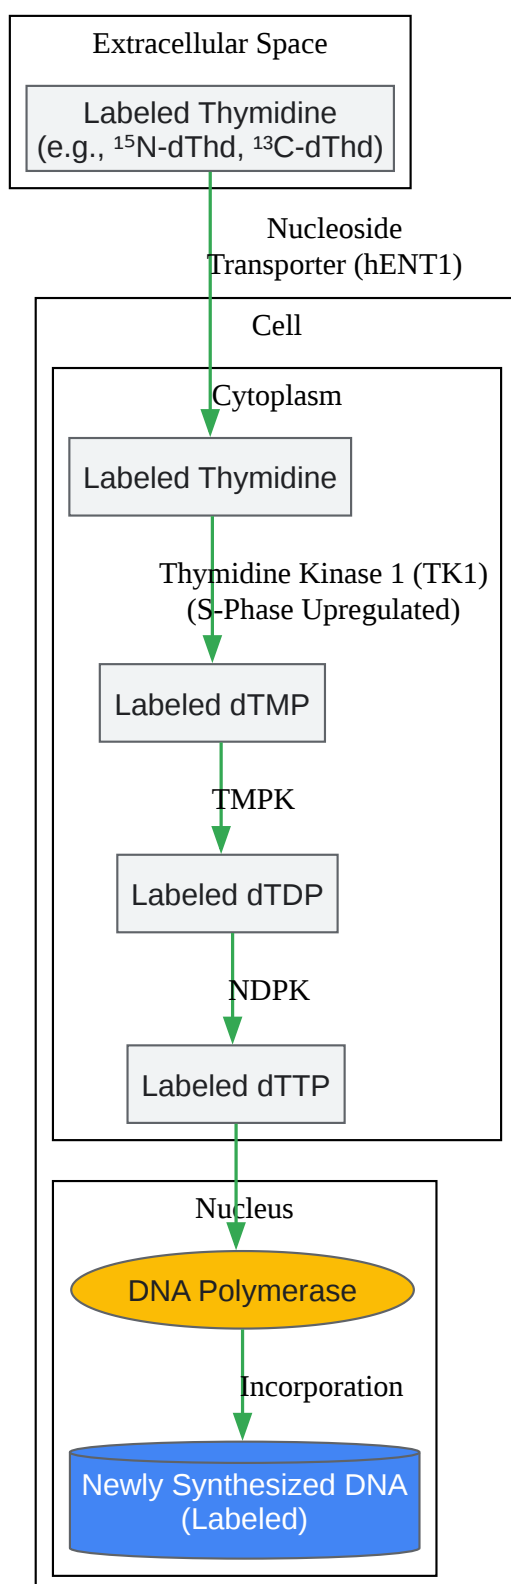 Extracellular Space
Labeled Thymidine
(e.g., ¹⁵N-dThd, ¹³C-dThd)
Nucleoside
Transporter (hENT1)
Cell
Cytoplasm
Labeled Thymidine
Thymidine Kinase 1 (TK1)
(S-Phase Upregulated)
Labeled dTMP
TMPK
Labeled dTDP
NDPK
Labeled dTTP
Nucleus
DNA Polymerase
Incorporation
Newly Synthesized DNA
(Labeled)